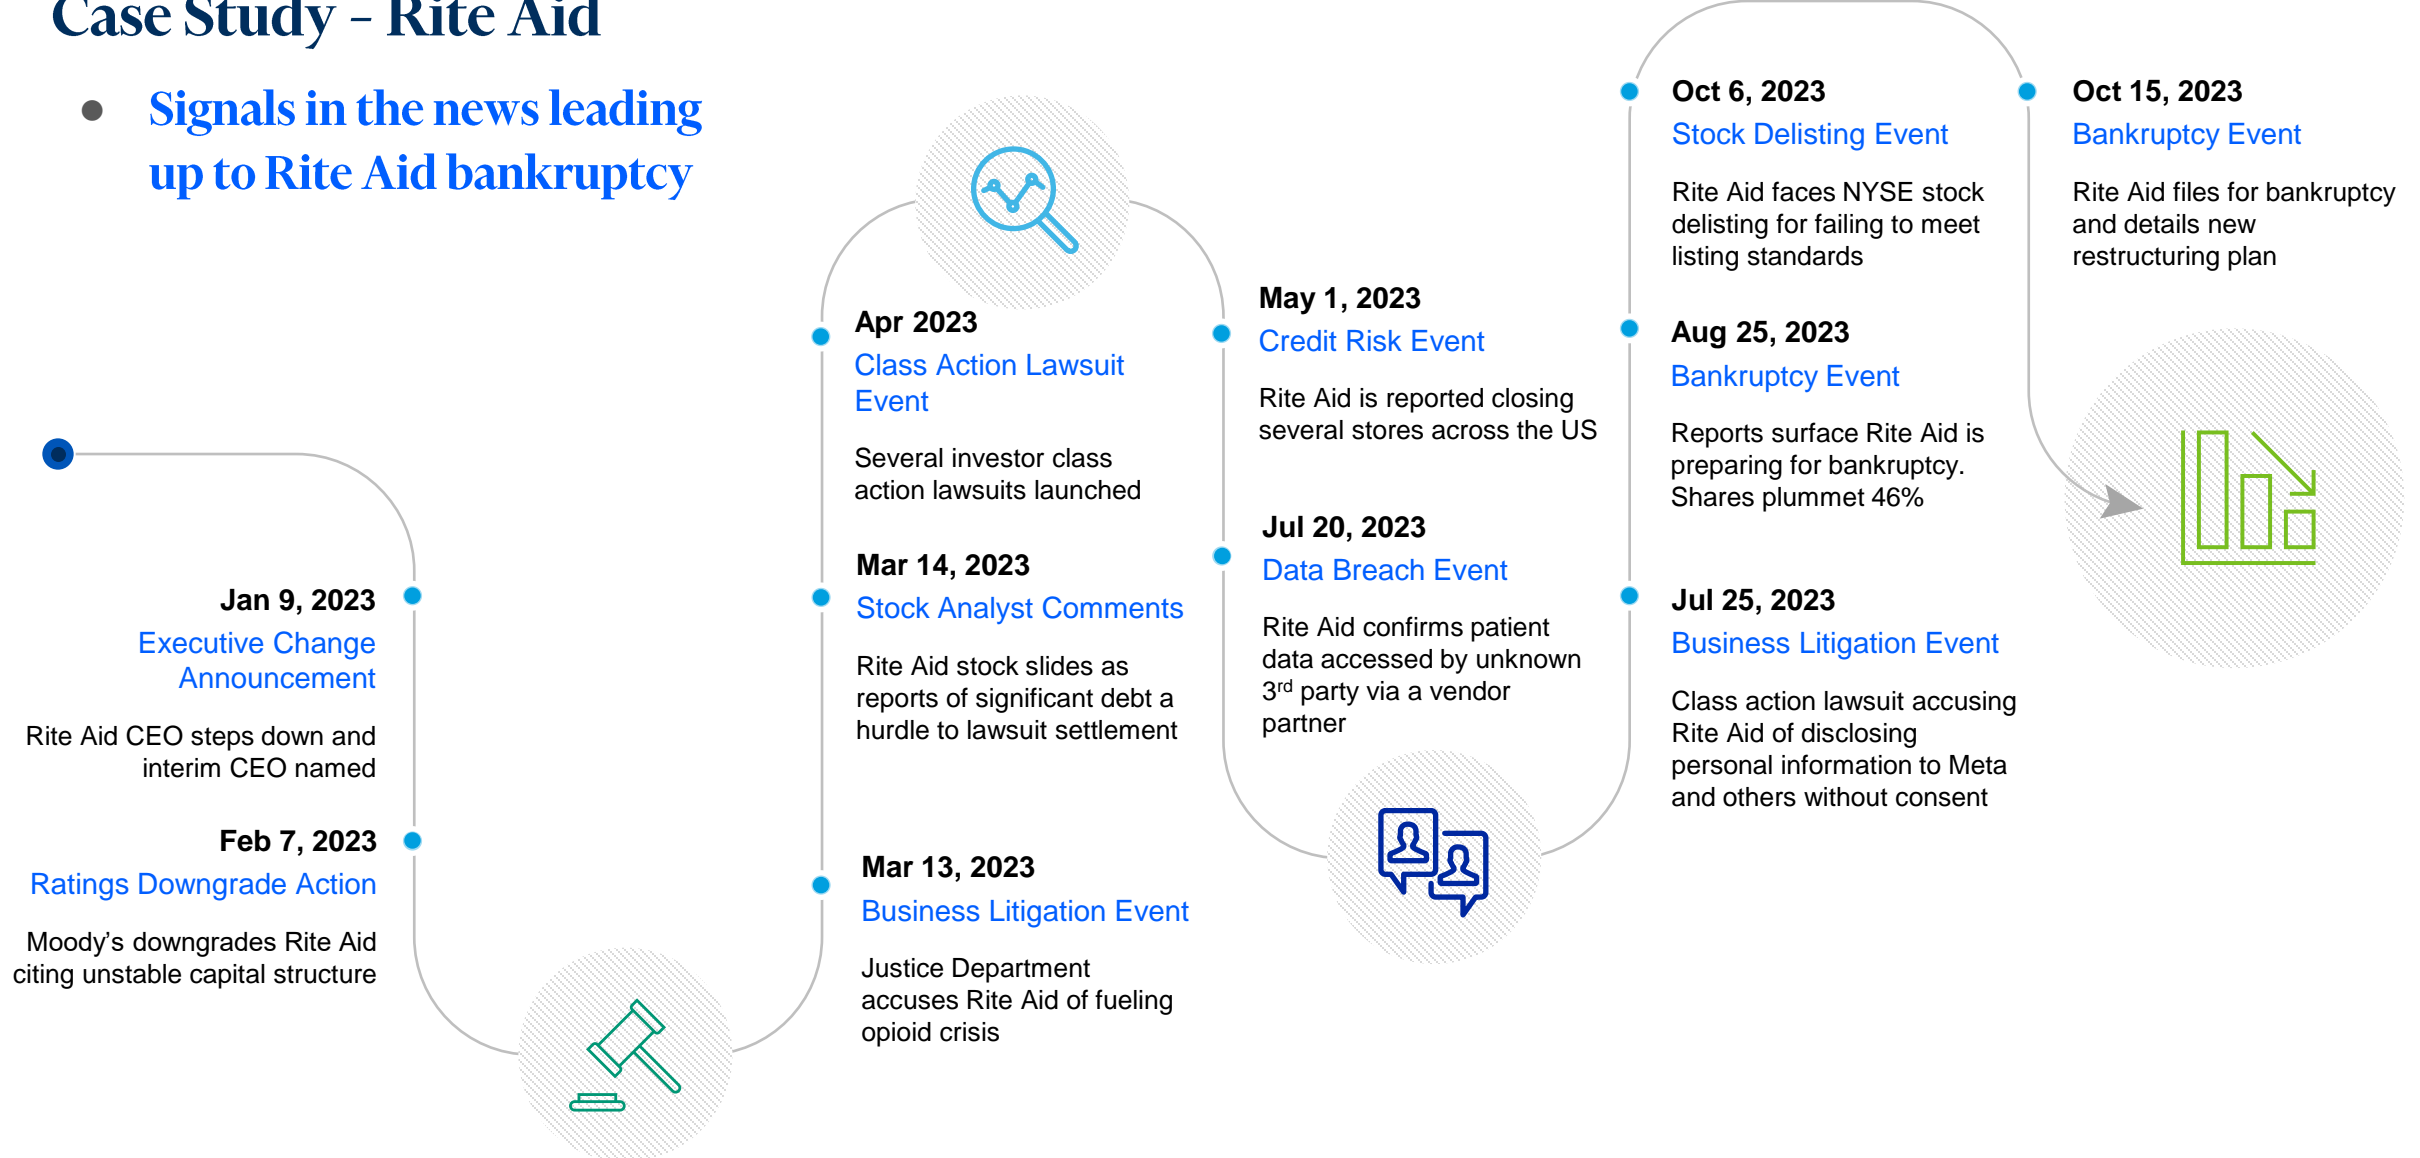 Case Study – Rite Aid
● Signals in the news leading
up to Rite Aid bankruptcy
Jan 9, 2023
Executive Change
Announcement
Rite Aid CEO steps down and
interim CEO named
Feb 7, 2023
Ratings Downgrade Action
Moody’s downgrades Rite Aid
citing unstable capital structure
Mar 13, 2023
Business Litigation Event
Justice Department
accuses Rite Aid of fueling
opioid crisis
Mar 14, 2023
Stock Analyst Comments
Rite Aid stock slides as
reports of significant debt a
hurdle to lawsuit settlement
Apr 2023
Class Action Lawsuit
Event
Several investor class
action lawsuits launched
May 1, 2023
Credit Risk Event
Rite Aid is reported closing
several stores across the US
Jul 20, 2023
Data Breach Event
Rite Aid confirms patient
data accessed by unknown
3rd party via a vendor
partner
Jul 25, 2023
Business Litigation Event
Class action lawsuit accusing
Rite Aid of disclosing
personal information to Meta
and others without consent
Aug 25, 2023
Bankruptcy Event
Reports surface Rite Aid is
preparing for bankruptcy.
Shares plummet 46%
Oct 6, 2023
Stock Delisting Event
Rite Aid faces NYSE stock
delisting for failing to meet
listing standards
Oct 15, 2023
Bankruptcy Event
Rite Aid files for bankruptcy
and details new
restructuring plan